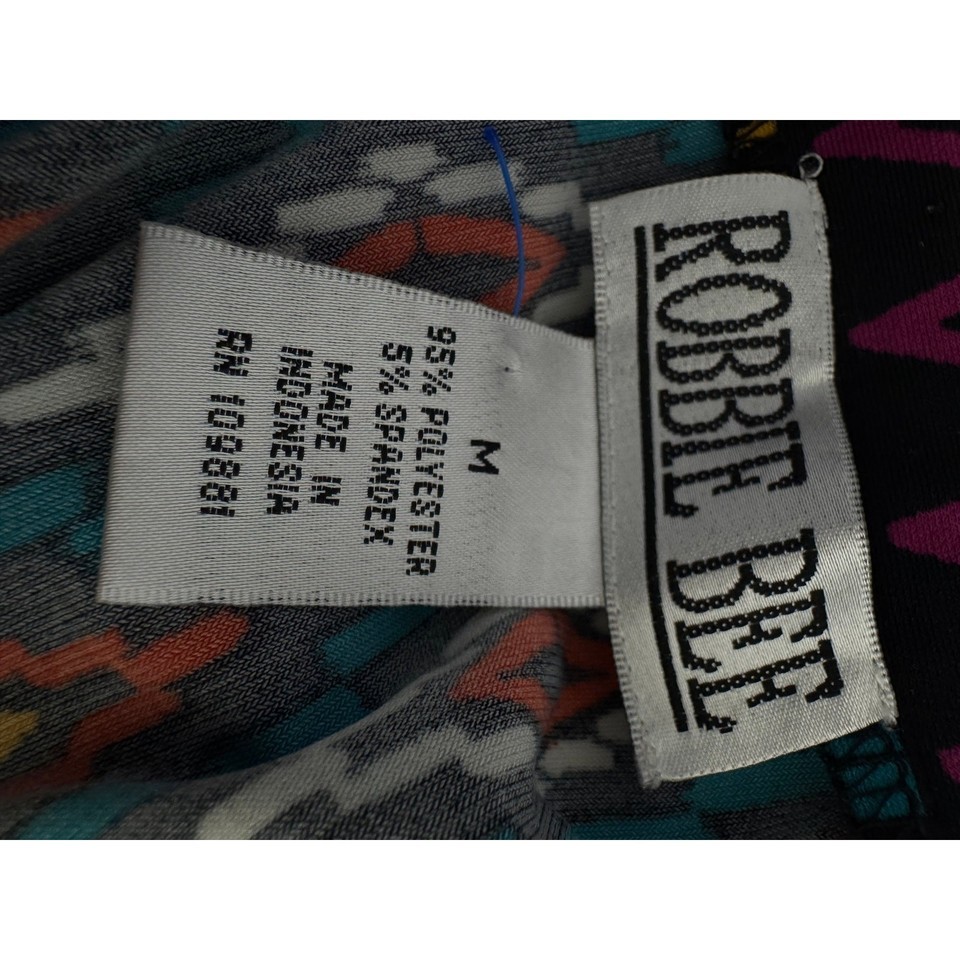 ROBBIE BEE
M
95% POLYESTER
5% SPANDEX
MADE IN
INDONESIA
RN 109881